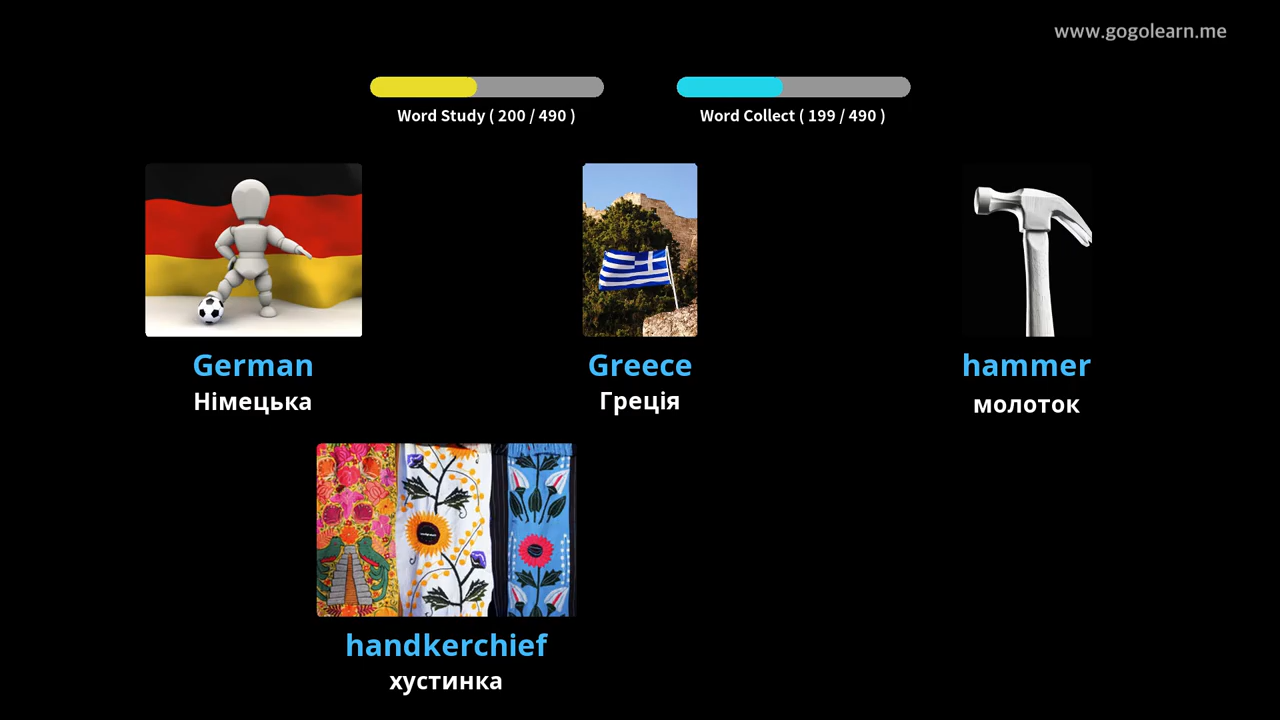 www.gogolearn.me
Word Study ( 200 / 490 )
Word Collect ( 199 / 490 )
German
Німецька
Greece
Греція
hammer
молоток
handkerchief
хустинка